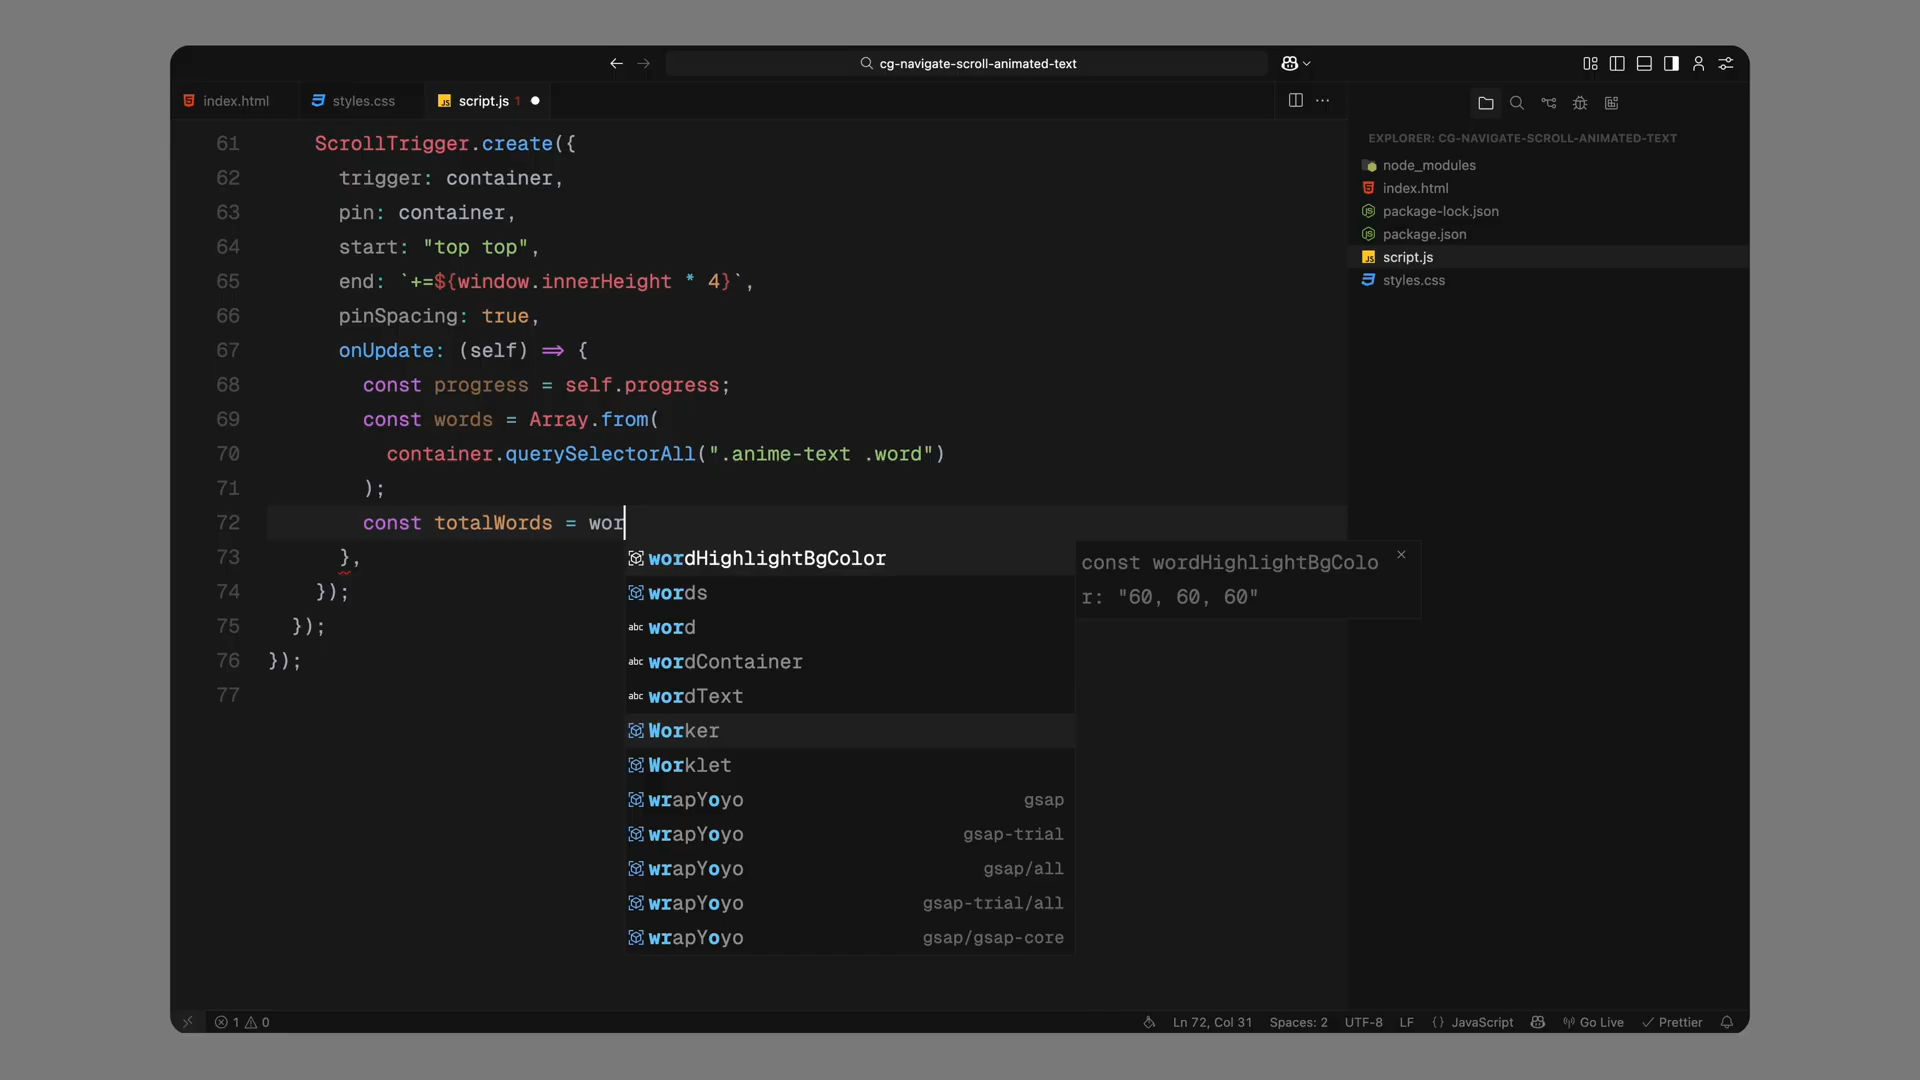 cg-navigate-scroll-animated-text
index.html
styles.css
script.js 1
EXPLORER: CG-NAVIGATE-SCROLL-ANIMATED-TEXT
node_modules
index.html
package-lock.json
package.json
script.js
styles.css
61 ScrollTrigger.create({
62 trigger: container,
63 pin: container,
64 start: "top top",
65 end: `+=${window.innerHeight * 4}`,
66 pinSpacing: true,
67 onUpdate: (self) => {
68 const progress = self.progress;
69 const words = Array.from(
70 container.querySelectorAll(".anime-text .word")
71 );
72 const totalWords = wor
73 },
74 });
75 });
76 });
77
wordHighlightBgColor
words
abc word
abc wordContainer
abc wordText
Worker
Worklet
wrapYoyo gsap
wrapYoyo gsap-trial
wrapYoyo gsap/all
wrapYoyo gsap-trial/all
wrapYoyo gsap/gsap-core
const wordHighlightBgColo
r: "60, 60, 60"
1 0
Ln 72, Col 31 Spaces: 2 UTF-8 LF {} JavaScript Go Live Prettier